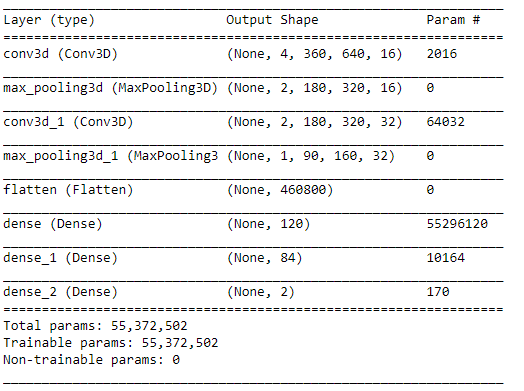 Layer (type) Output Shape Param #
conv3d (Conv3D) (None, 4, 360, 640, 16) 2016
max_pooling3d (MaxPooling3D) (None, 2, 180, 320, 16) 0
conv3d_1 (Conv3D) (None, 2, 180, 320, 32) 64032
max_pooling3d_1 (MaxPooling3 (None, 1, 90, 160, 32) 0
flatten (Flatten) (None, 460800) 0
dense (Dense) (None, 120) 55296120
dense_1 (Dense) (None, 84) 10164
dense_2 (Dense) (None, 2) 170
Total params: 55,372,502
Trainable params: 55,372,502
Non-trainable params: 0